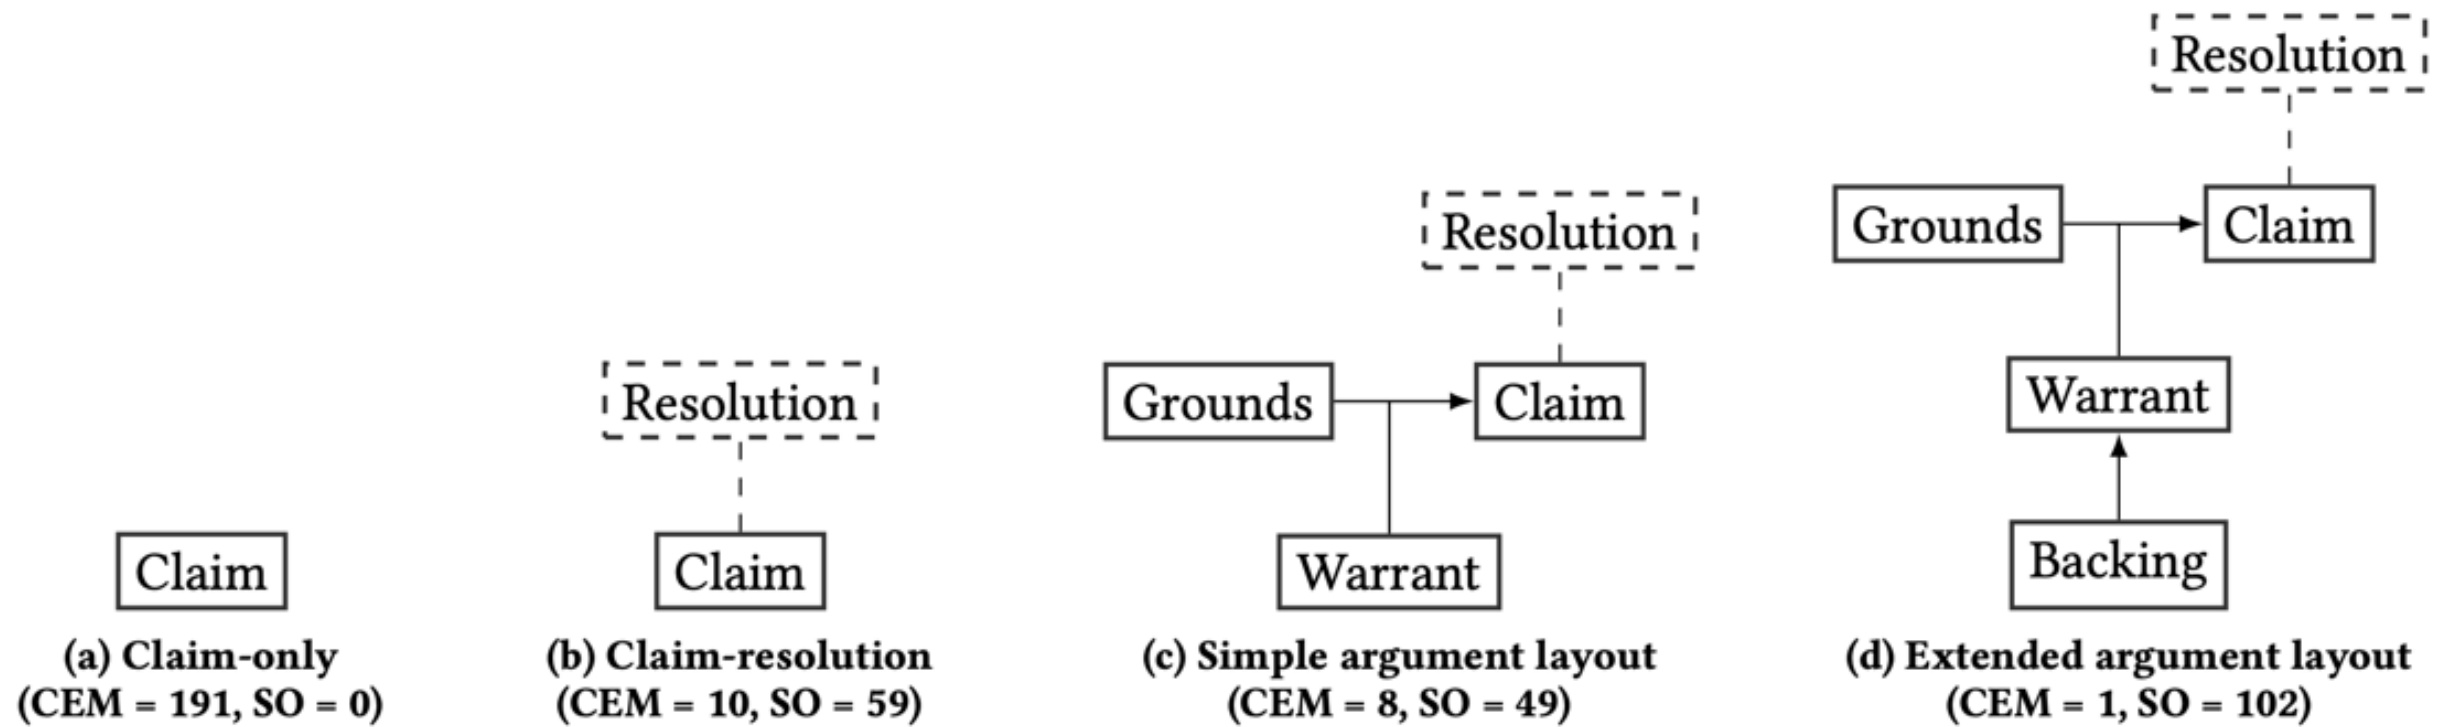 Claim
(a) Claim-only
(CEM = 191, SO = 0)
Resolution
Claim
(b) Claim-resolution
(CEM = 10, SO = 59)
Resolution
Grounds
Claim
Warrant
(c) Simple argument layout
(CEM = 8, SO = 49)
Resolution
Grounds
Claim
Warrant
Backing
(d) Extended argument layout
(CEM = 1, SO = 102)